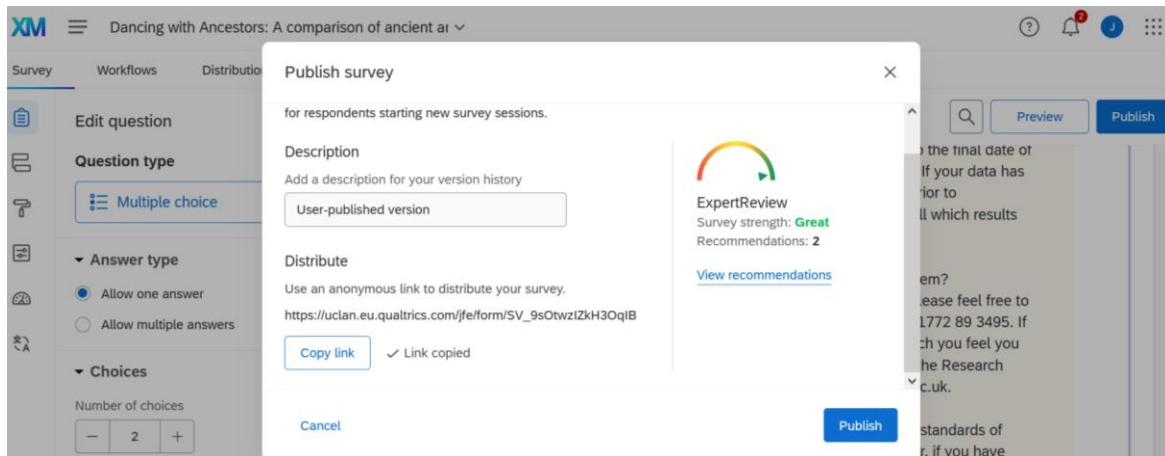 XM
Dancing with Ancestors: A comparison of ancient ar
2
J
Survey
Workflows
Distributio
Publish survey
for respondents starting new survey sessions.
Preview
Publish
Edit question
Question type
Multiple choice
Answer type
Allow one answer
Allow multiple answers
Choices
Number of choices
2
Description
Add a description for your version history
User-published version
Distribute
Use an anonymous link to distribute your survey.
https://uclan.eu.qualtrics.com/jfe/form/SV_9sOtwzIZkH3OqIB
Copy link
Link copied
ExpertReview
Survey strength: Great
Recommendations: 2
View recommendations
Cancel
Publish
the final date of
If your data has
ior to
ll which results
em?
ease feel free to
1772 89 3495. If
ch you feel you
he Research
c.uk.
standards of
r, if you have